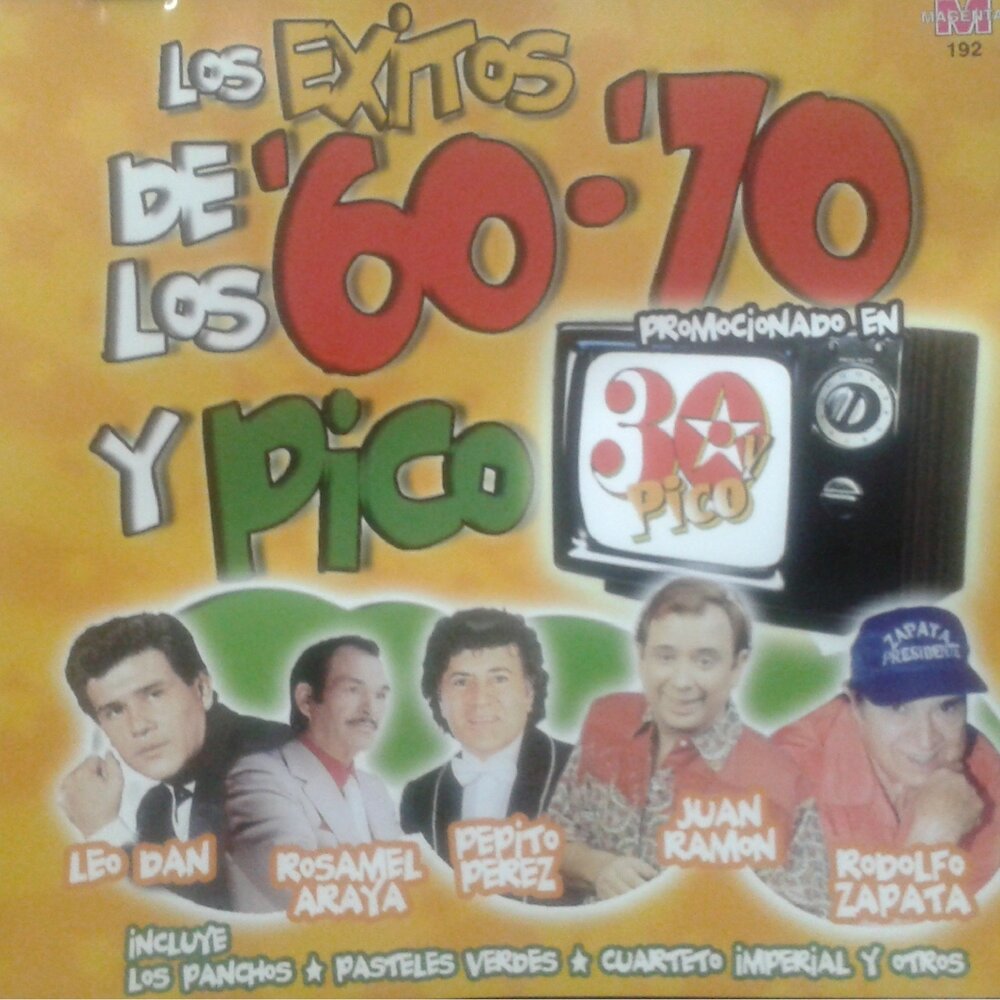 LOS EXITOS
DE '60-'70
LOS
Y PICO
MAGENTA
M
192
PROMOCIONADO EN
30 Y
PICO
ZAPATA
PRESIDENTE
LEO DAN
ROSAMEL
ARAYA
PEPITO
PEREZ
JUAN
RAMON
RODOLFO
ZAPATA
INCLUYE
LOS PANCHOS ★ PASTELES VERDES ★ CUARTETO IMPERIAL Y OTROS